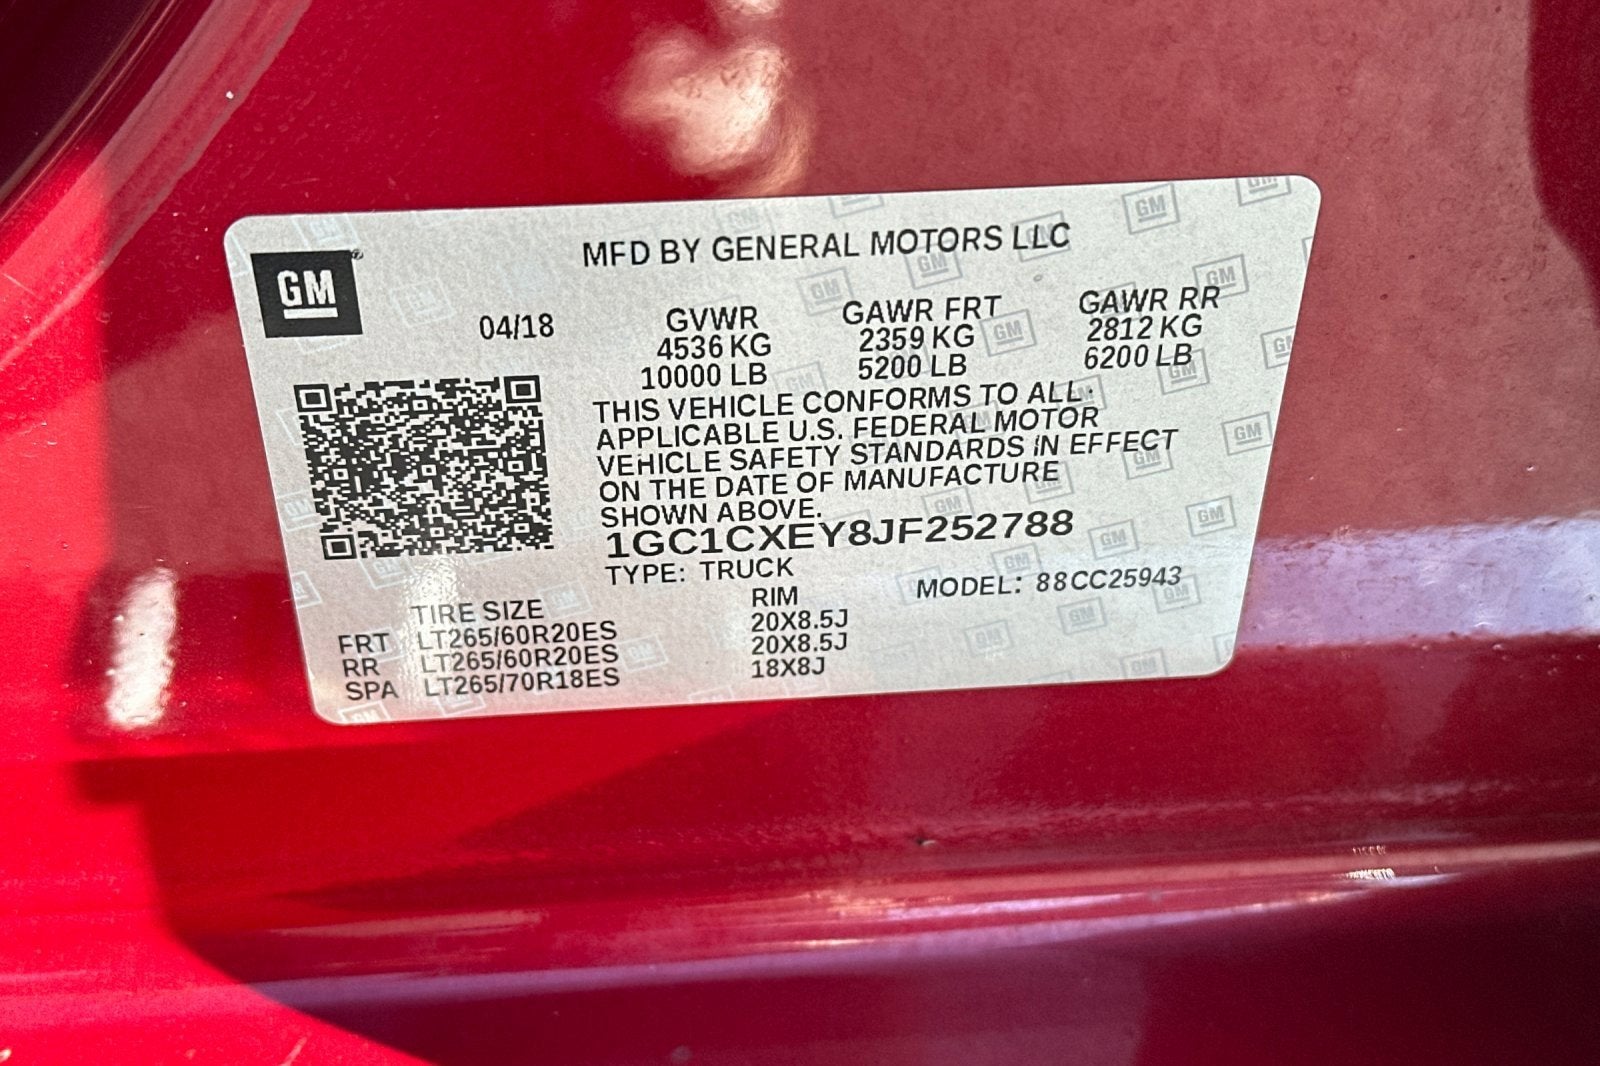 MFD BY GENERAL MOTORS LLC
GM
04/18
GVWR GAWR FRT GAWR RR
4536 KG 2359 KG 2812 KG
10000 LB 5200 LB 6200 LB
THIS VEHICLE CONFORMS TO ALL
APPLICABLE U.S. FEDERAL MOTOR
VEHICLE SAFETY STANDARDS IN EFFECT
ON THE DATE OF MANUFACTURE
SHOWN ABOVE.
1GC1CXEY8JF252788
TYPE: TRUCK MODEL: 88CC25943
TIRE SIZE RIM
FRT LT265/60R20ES 20X8.5J
RR LT265/60R20ES 20X8.5J
SPA LT265/70R18ES 18X8J